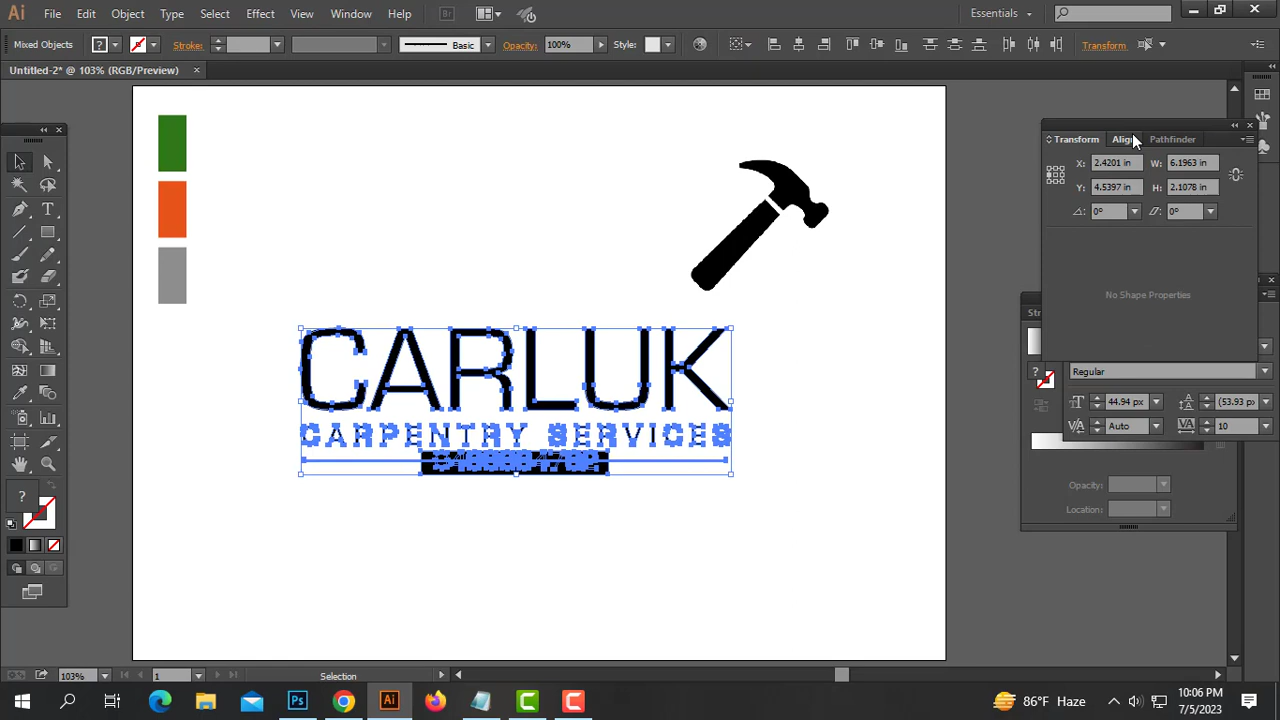 Ai File Edit Object Type Select Effect View Window Help Br Essentials
Mixed Objects ? Stroke: Basic Opacity: 100% Style: Transform
Untitled-2* @ 103% (RGB/Preview) ×
Transform Align Pathfinder
X: 2.4201 in W: 6.1963 in
Y: 4.5397 in H: 2.1078 in
0° 0°
No Shape Properties
CARLUK
CARPENTRY SERVICES
Regular
44.94 px (53.93 px
Auto 10
Opacity:
Location:
?
?
103% 1 Selection
Ps Ai 86°F Haze 10:06 PM
7/5/2023